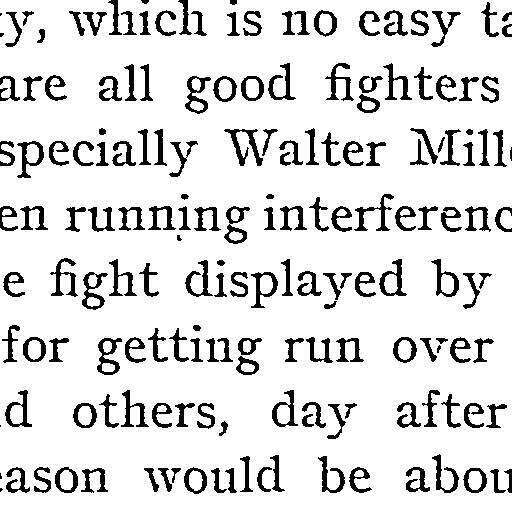 y, which is no easy ta
are all good fighters
specially Walter Mill
en running interferenc
e fight displayed by
for getting run over
d others, day after
eason would be abou